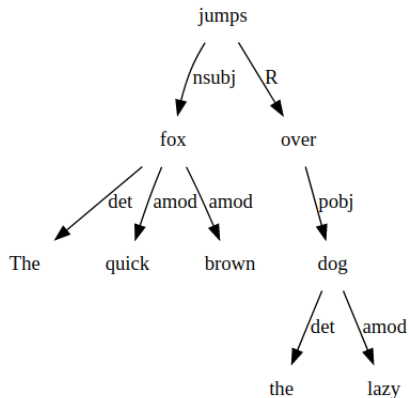 jumps
nsubj R
fox over
det amod amod pobj
The quick brown dog
det amod
the lazy